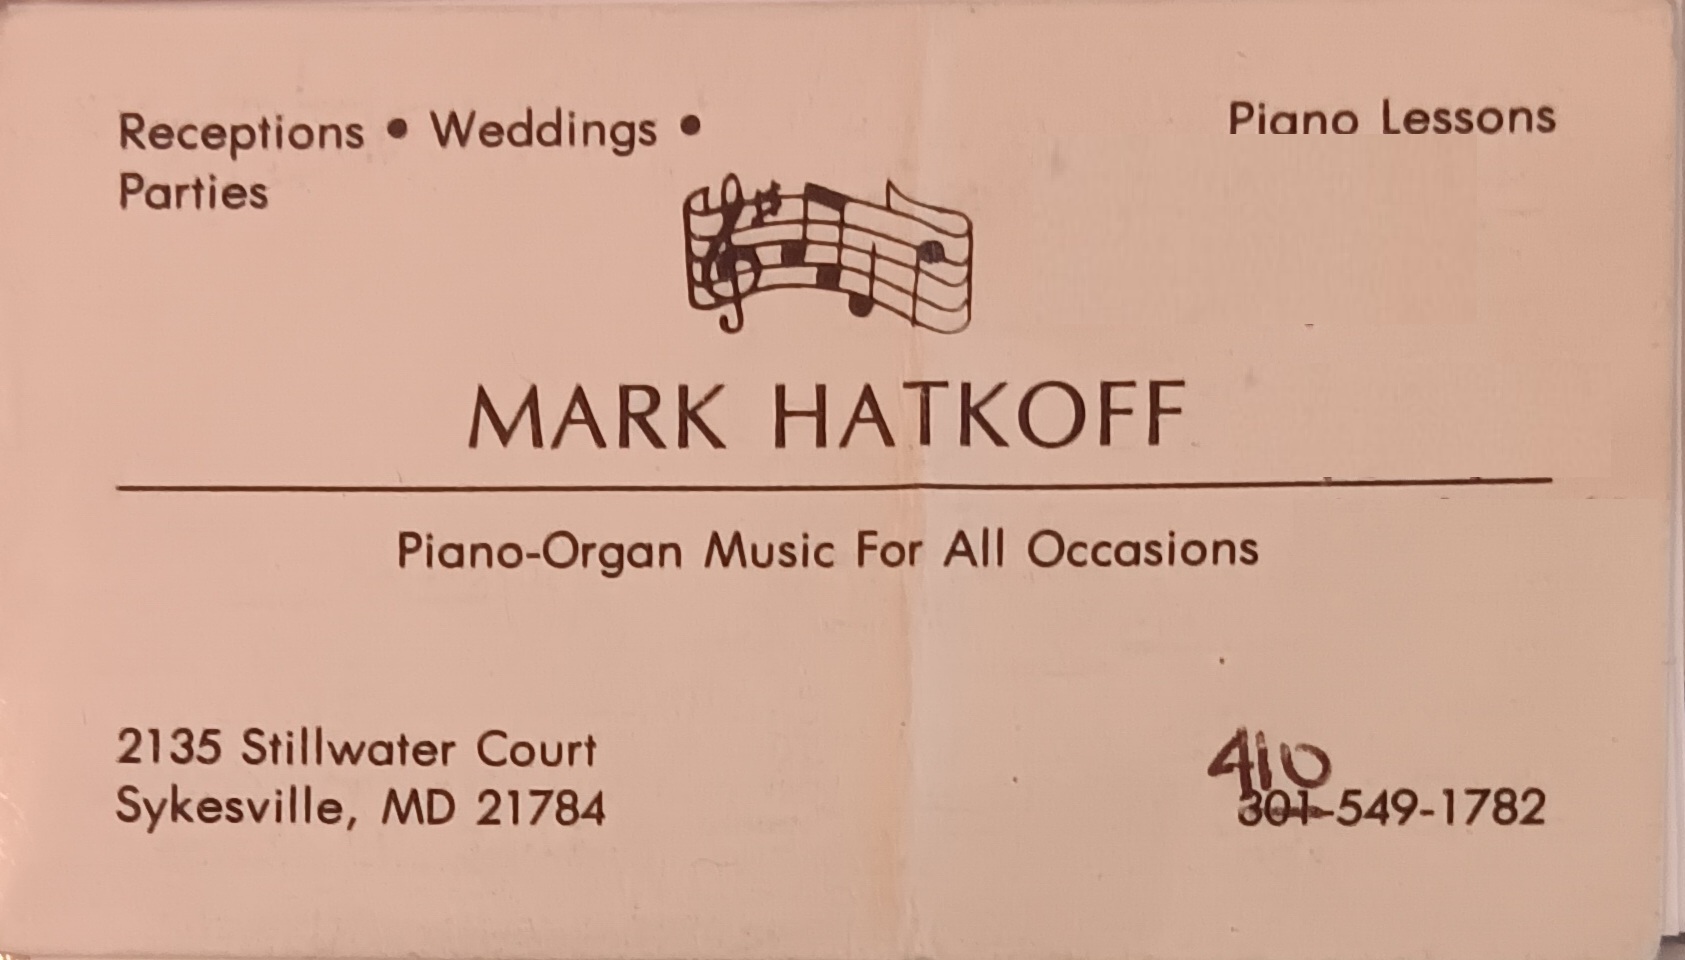 Receptions • Weddings •
Parties
Piano Lessons
MARK HATKOFF
Piano-Organ Music For All Occasions
2135 Stillwater Court
Sykesville, MD 21784
410
301-549-1782